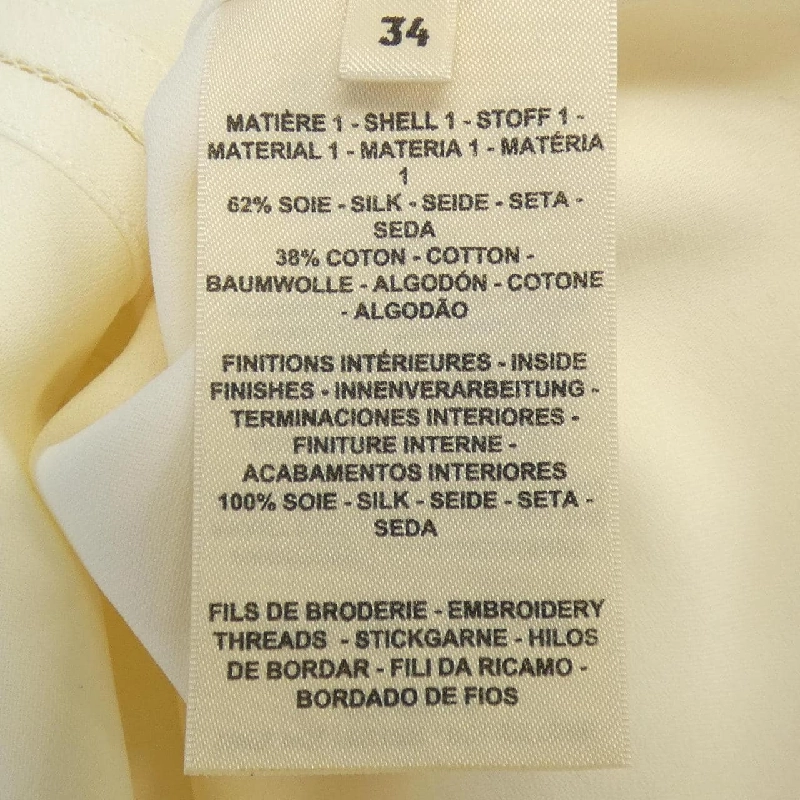 34
MATIÈRE 1 - SHELL 1 - STOFF 1 -
MATERIAL 1 - MATERIA 1 - MATÉRIA
1
62% SOIE - SILK - SEIDE - SETA -
SEDA
38% COTON - COTTON -
BAUMWOLLE - ALGODÓN - COTONE
- ALGODÃO
FINITIONS INTÉRIEURES - INSIDE
FINISHES - INNENVERARBEITUNG -
TERMINACIONES INTERIORES -
FINITURE INTERNE -
ACABAMENTOS INTERIORES
100% SOIE - SILK - SEIDE - SETA -
SEDA
FILS DE BRODERIE - EMBROIDERY
THREADS - STICKGARNE - HILOS
DE BORDAR - FILI DA RICAMO -
BORDADO DE FIOS